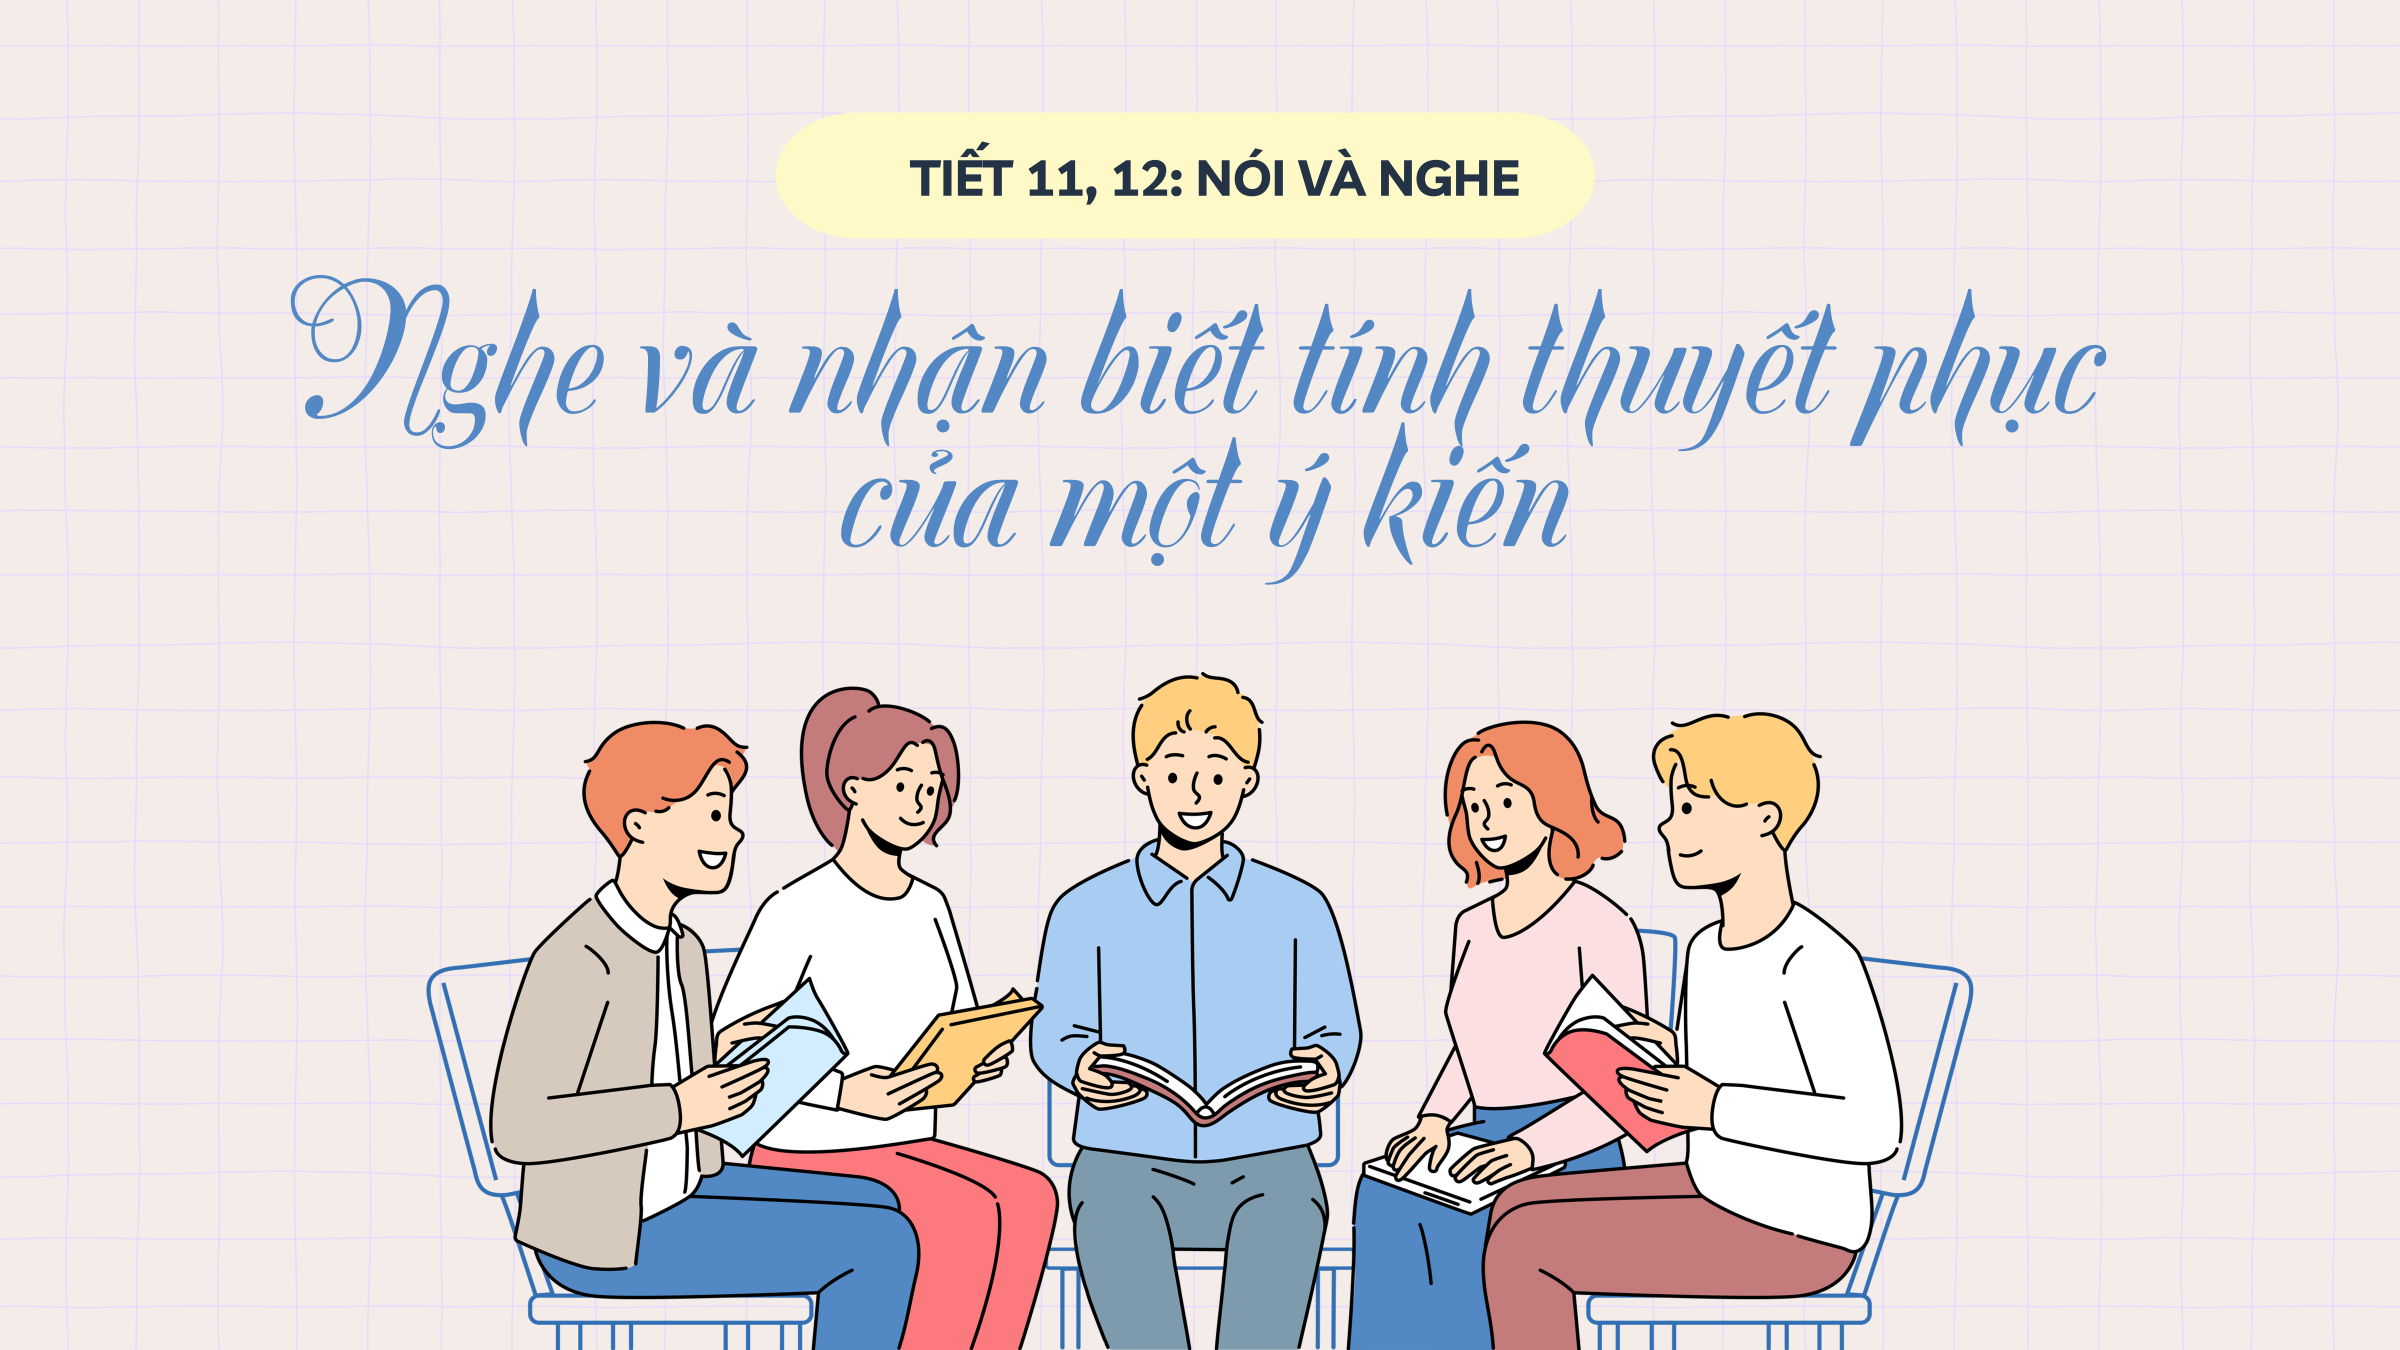 TIẾT 11, 12: NÓI VÀ NGHE
Nghe và nhận biết tính thuyết phục
của một ý kiến